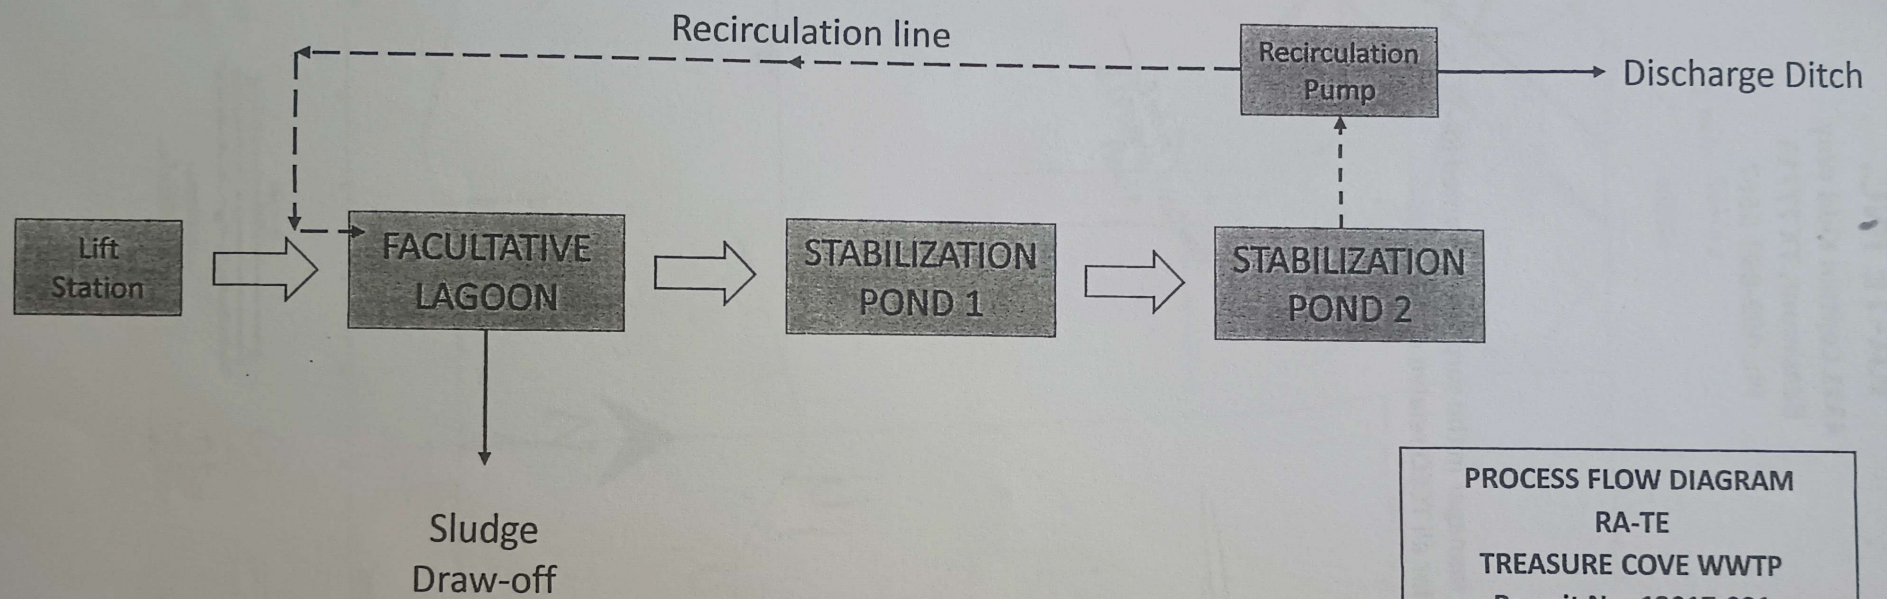 Recirculation line
Recirculation
Pump
Discharge Ditch
Lift
Station
FACULTATIVE
LAGOON
STABILIZATION
POND 1
STABILIZATION
POND 2
Sludge
Draw-off
PROCESS FLOW DIAGRAM
RA-TE
TREASURE COVE WWTP